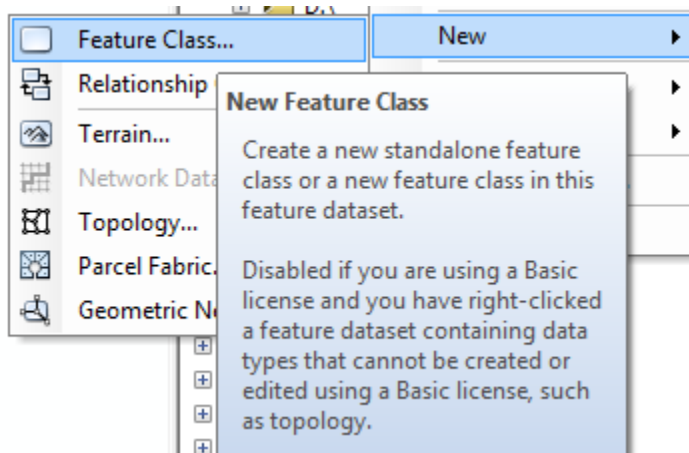 Feature Class...
New
Relationship
New Feature Class
Terrain...
Create a new standalone feature
class or a new feature class in this
feature dataset.
Topology...
Parcel Fabric.
Geometric
Disabled if you are using a Basic
license and you have right-clicked
a feature dataset containing data
types that cannot be created or
edited using a Basic license, such
as topology.
Network Data